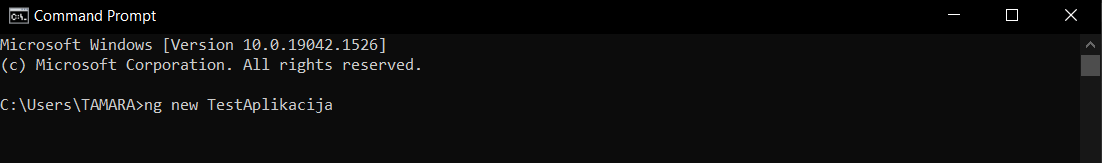 Command Prompt
Microsoft Windows [Version 10.0.19042.1526]
(c) Microsoft Corporation. All rights reserved.
C:\Users\TAMARA>ng new TestAplikacija